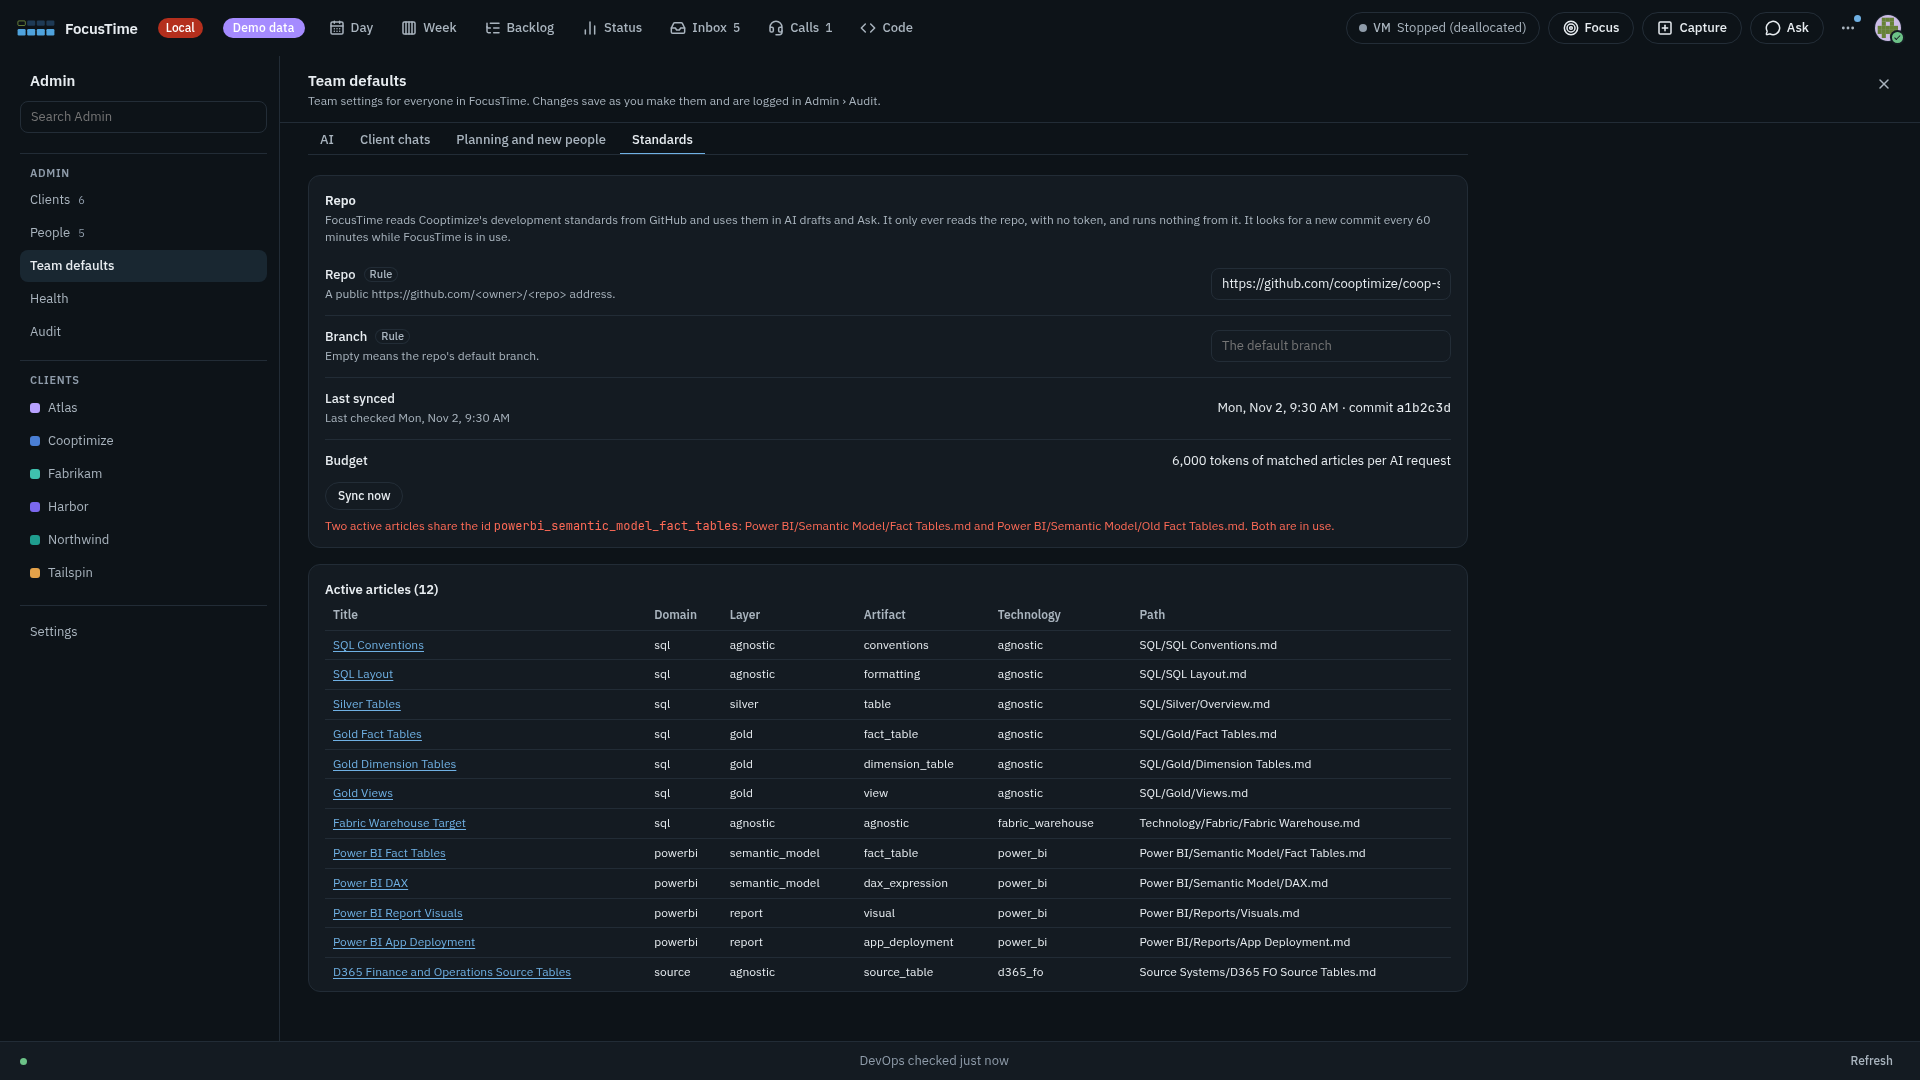 FocusTime
Local
Demo data
Day
Week
Backlog
Status
Inbox 5
Calls 1
Code
VM Stopped (deallocated)
Focus
Capture
Ask
Admin
Search Admin
ADMIN
Clients 6
People 5
Team defaults
Health
Audit
CLIENTS
Atlas
Cooptimize
Fabrikam
Harbor
Northwind
Tailspin
Settings
Team defaults
Team settings for everyone in FocusTime. Changes save as you make them and are logged in Admin › Audit.
AI
Client chats
Planning and new people
Standards
Repo
FocusTime reads Cooptimize's development standards from GitHub and uses them in AI drafts and Ask. It only ever reads the repo, with no token, and runs nothing from it. It looks for a new commit every 60
minutes while FocusTime is in use.
Repo Rule
A public https://github.com/<owner>/<repo> address.
https://github.com/cooptimize/coop-s
Branch Rule
Empty means the repo's default branch.
The default branch
Last synced
Last checked Mon, Nov 2, 9:30 AM
Mon, Nov 2, 9:30 AM · commit a1b2c3d
Budget
6,000 tokens of matched articles per AI request
Sync now
Two active articles share the id powerbi_semantic_model_fact_tables: Power BI/Semantic Model/Fact Tables.md and Power BI/Semantic Model/Old Fact Tables.md. Both are in use.
Active articles (12)
Title Domain Layer Artifact Technology Path
SQL Conventions sql agnostic conventions agnostic SQL/SQL Conventions.md
SQL Layout sql agnostic formatting agnostic SQL/SQL Layout.md
Silver Tables sql silver table agnostic SQL/Silver/Overview.md
Gold Fact Tables sql gold fact_table agnostic SQL/Gold/Fact Tables.md
Gold Dimension Tables sql gold dimension_table agnostic SQL/Gold/Dimension Tables.md
Gold Views sql gold view agnostic SQL/Gold/Views.md
Fabric Warehouse Target sql agnostic agnostic fabric_warehouse Technology/Fabric/Fabric Warehouse.md
Power BI Fact Tables powerbi semantic_model fact_table power_bi Power BI/Semantic Model/Fact Tables.md
Power BI DAX powerbi semantic_model dax_expression power_bi Power BI/Semantic Model/DAX.md
Power BI Report Visuals powerbi report visual power_bi Power BI/Reports/Visuals.md
Power BI App Deployment powerbi report app_deployment power_bi Power BI/Reports/App Deployment.md
D365 Finance and Operations Source Tables source agnostic source_table d365_fo Source Systems/D365 FO Source Tables.md
DevOps checked just now
Refresh